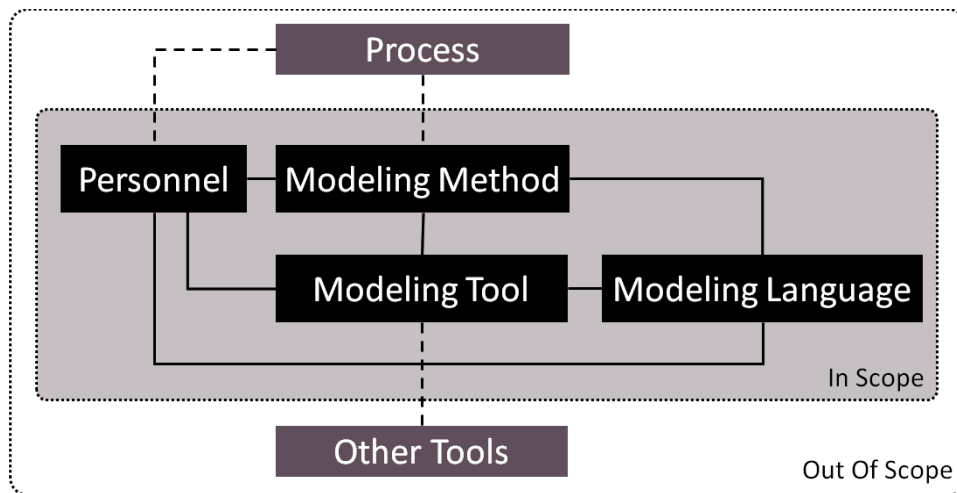 Process
Personnel
Modeling Method
Modeling Tool
Modeling Language
In Scope
Other Tools
Out Of Scope